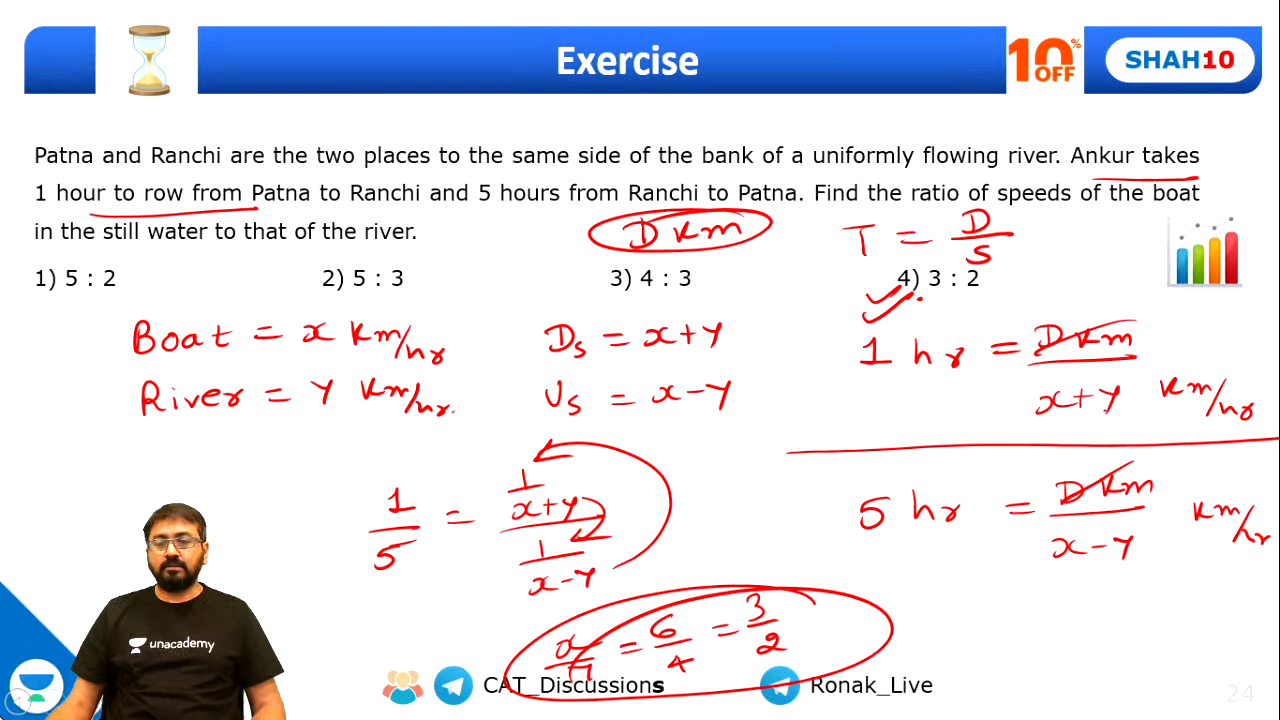 Exercise
10% OFF
SHAH10
Patna and Ranchi are the two places to the same side of the bank of a uniformly flowing river. Ankur takes
1 hour to row from Patna to Ranchi and 5 hours from Ranchi to Patna. Find the ratio of speeds of the boat
in the still water to that of the river.
D km
T = D/S
1) 5 : 2 2) 5 : 3 3) 4 : 3 4) 3 : 2
Boat = x km/hr
River = y km/hr.
Ds = x+y
Us = x-y
1 hr = D km / x+y km/hr
5 hr = D km / x-y km/hr
1/5 = 1/x+y / 1/x-y
x/y = 6/4 = 3/2
unacademy
CAT_Discussions
Ronak_Live
24